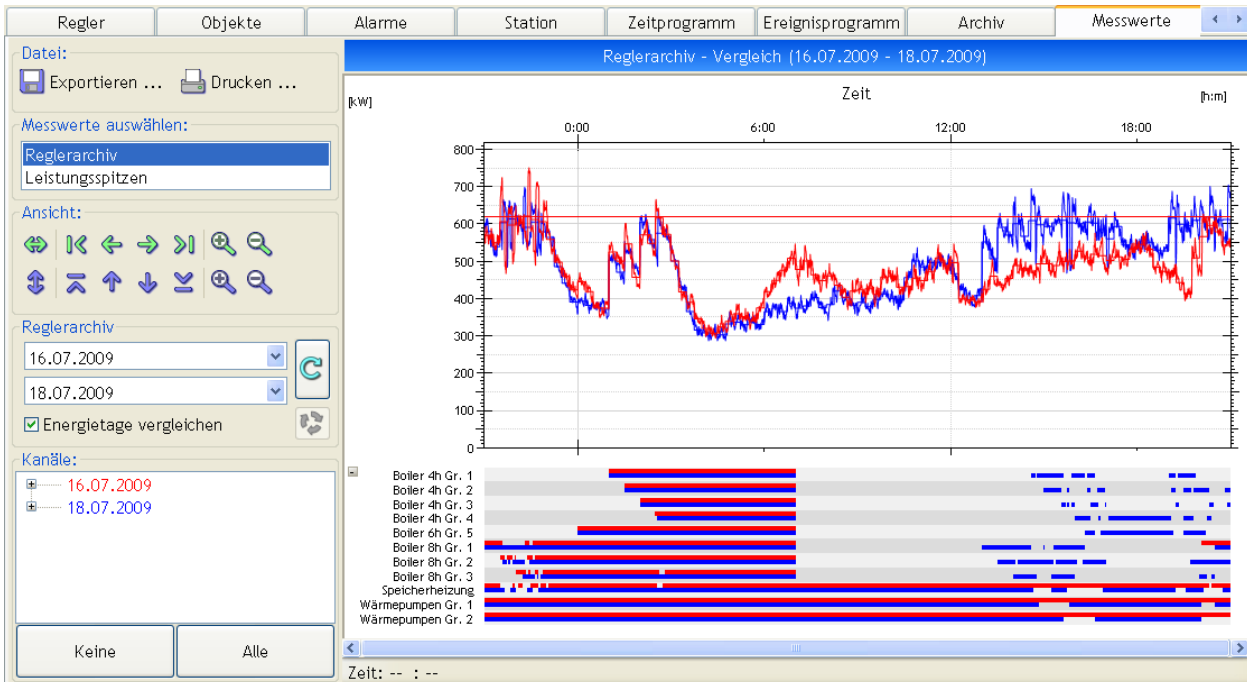 Regler Objekte Alarme Station Zeitprogramm Ereignisprogramm Archiv Messwerte
Datei:
Exportieren ... Drucken ...
Messwerte auswählen:
Reglerarchiv
Leistungsspitzen
Ansicht:
Reglerarchiv
16.07.2009
18.07.2009
Energietage vergleichen
Kanäle:
16.07.2009
18.07.2009
Keine Alle
Reglerarchiv - Vergleich (16.07.2009 - 18.07.2009)
[kW] Zeit [h:m]
0:00 6:00 12:00 18:00
800
700
600
500
400
300
200
100
0
Boiler 4h Gr. 1
Boiler 4h Gr. 2
Boiler 4h Gr. 3
Boiler 4h Gr. 4
Boiler 6h Gr. 5
Boiler 8h Gr. 1
Boiler 8h Gr. 2
Boiler 8h Gr. 3
Speicherheizung
Wärmepumpen Gr. 1
Wärmepumpen Gr. 2
Zeit: -- : --